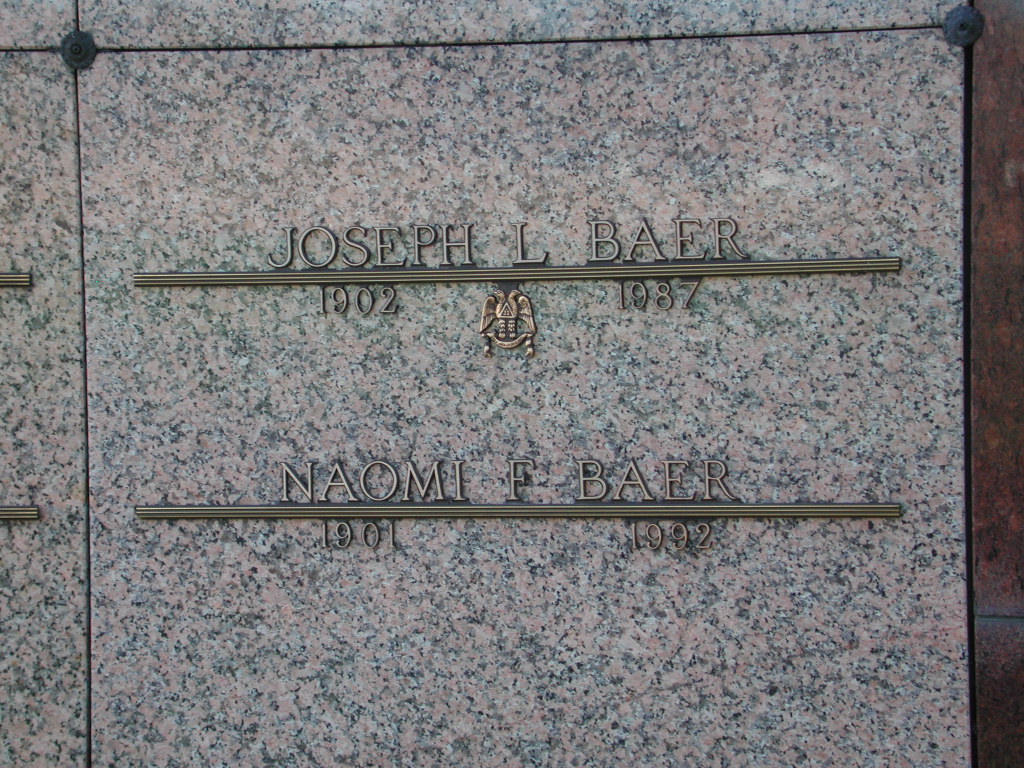 JOSEPH L BAER
1902 1987
NAOMI F BAER
1901 1992